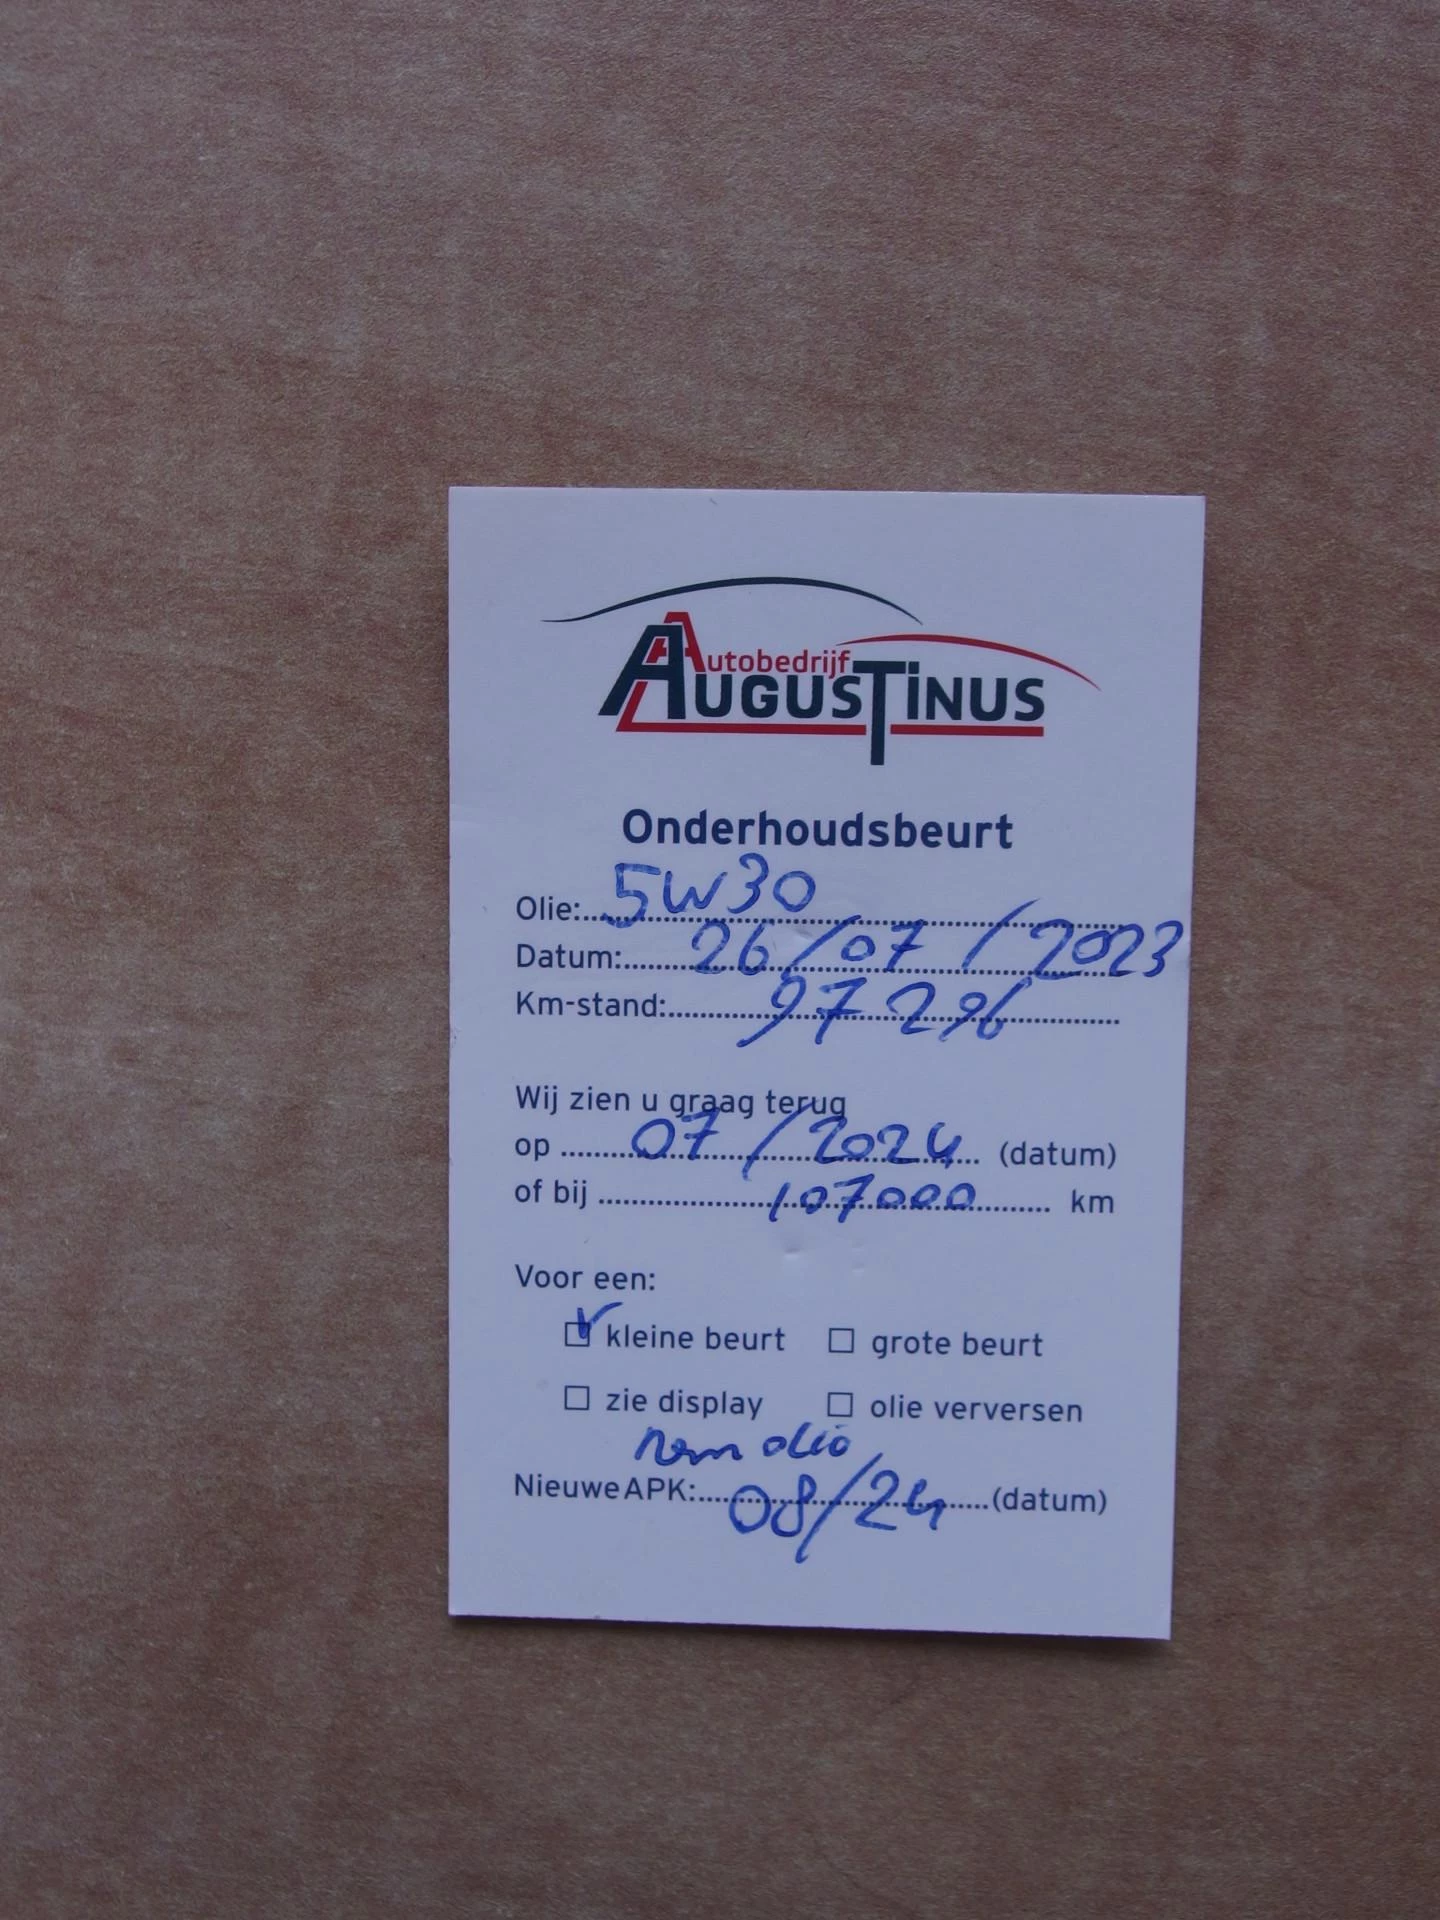 Autobedrijf
AUGUSTINUS
Onderhoudsbeurt
Olie: 5W30
Datum: 26/07/2023
Km-stand: 97296
Wij zien u graag terug
op 07/2024 (datum)
of bij 107000 km
Voor een:
kleine beurt grote beurt
zie display olie verversen
rem olie
Nieuwe APK: 08/24 (datum)